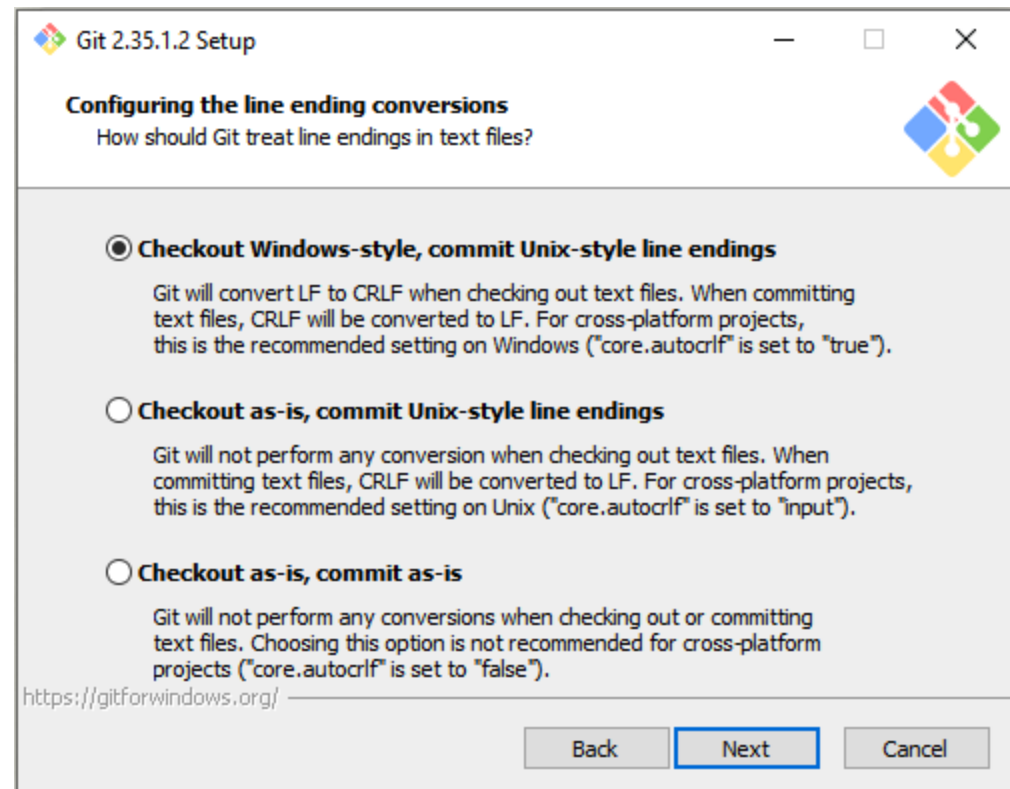 Git 2.35.1.2 Setup
Configuring the line ending conversions
How should Git treat line endings in text files?
Checkout Windows-style, commit Unix-style line endings
Git will convert LF to CRLF when checking out text files. When committing
text files, CRLF will be converted to LF. For cross-platform projects,
this is the recommended setting on Windows ("core.autocrlf" is set to "true").
Checkout as-is, commit Unix-style line endings
Git will not perform any conversion when checking out text files. When
committing text files, CRLF will be converted to LF. For cross-platform projects,
this is the recommended setting on Unix ("core.autocrlf" is set to "input").
Checkout as-is, commit as-is
Git will not perform any conversions when checking out or committing
text files. Choosing this option is not recommended for cross-platform
projects ("core.autocrlf" is set to "false").
https://gitforwindows.org/
Back
Next
Cancel